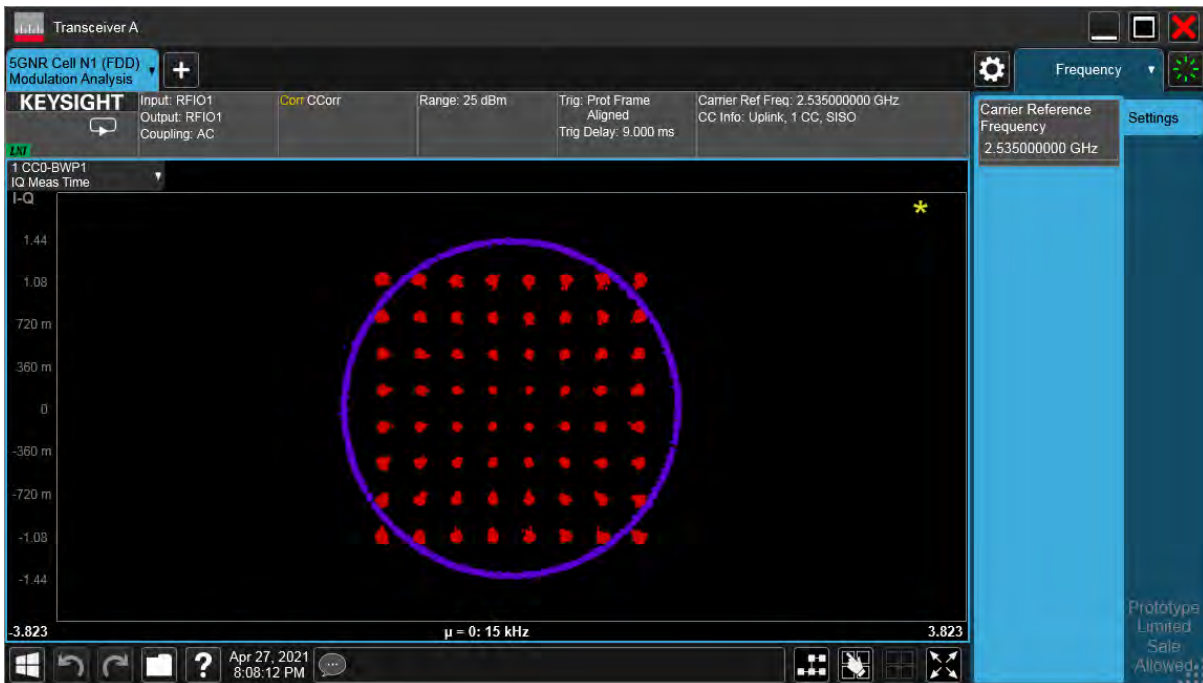 Transceiver A
5GNR Cell N1 (FDD)
Modulation Analysis
+
Frequency
KEYSIGHT
LXI
Input: RFIO1
Output: RFIO1
Coupling: AC
Corr CCorr
Range: 25 dBm
Trig: Prot Frame
Aligned
Trig Delay: 9.000 ms
Carrier Ref Freq: 2.535000000 GHz
CC Info: Uplink, 1 CC, SISO
Carrier Reference
Frequency
2.535000000 GHz
Settings
1 CC0-BWP1
IQ Meas Time
I-Q
*
1.44
1.08
720 m
360 m
0
-360 m
-720 m
-1.08
-1.44
-3.823
μ = 0: 15 kHz
3.823
Prototype
Limited
Sale
Allowed
?
Apr 27, 2021
8:08:12 PM